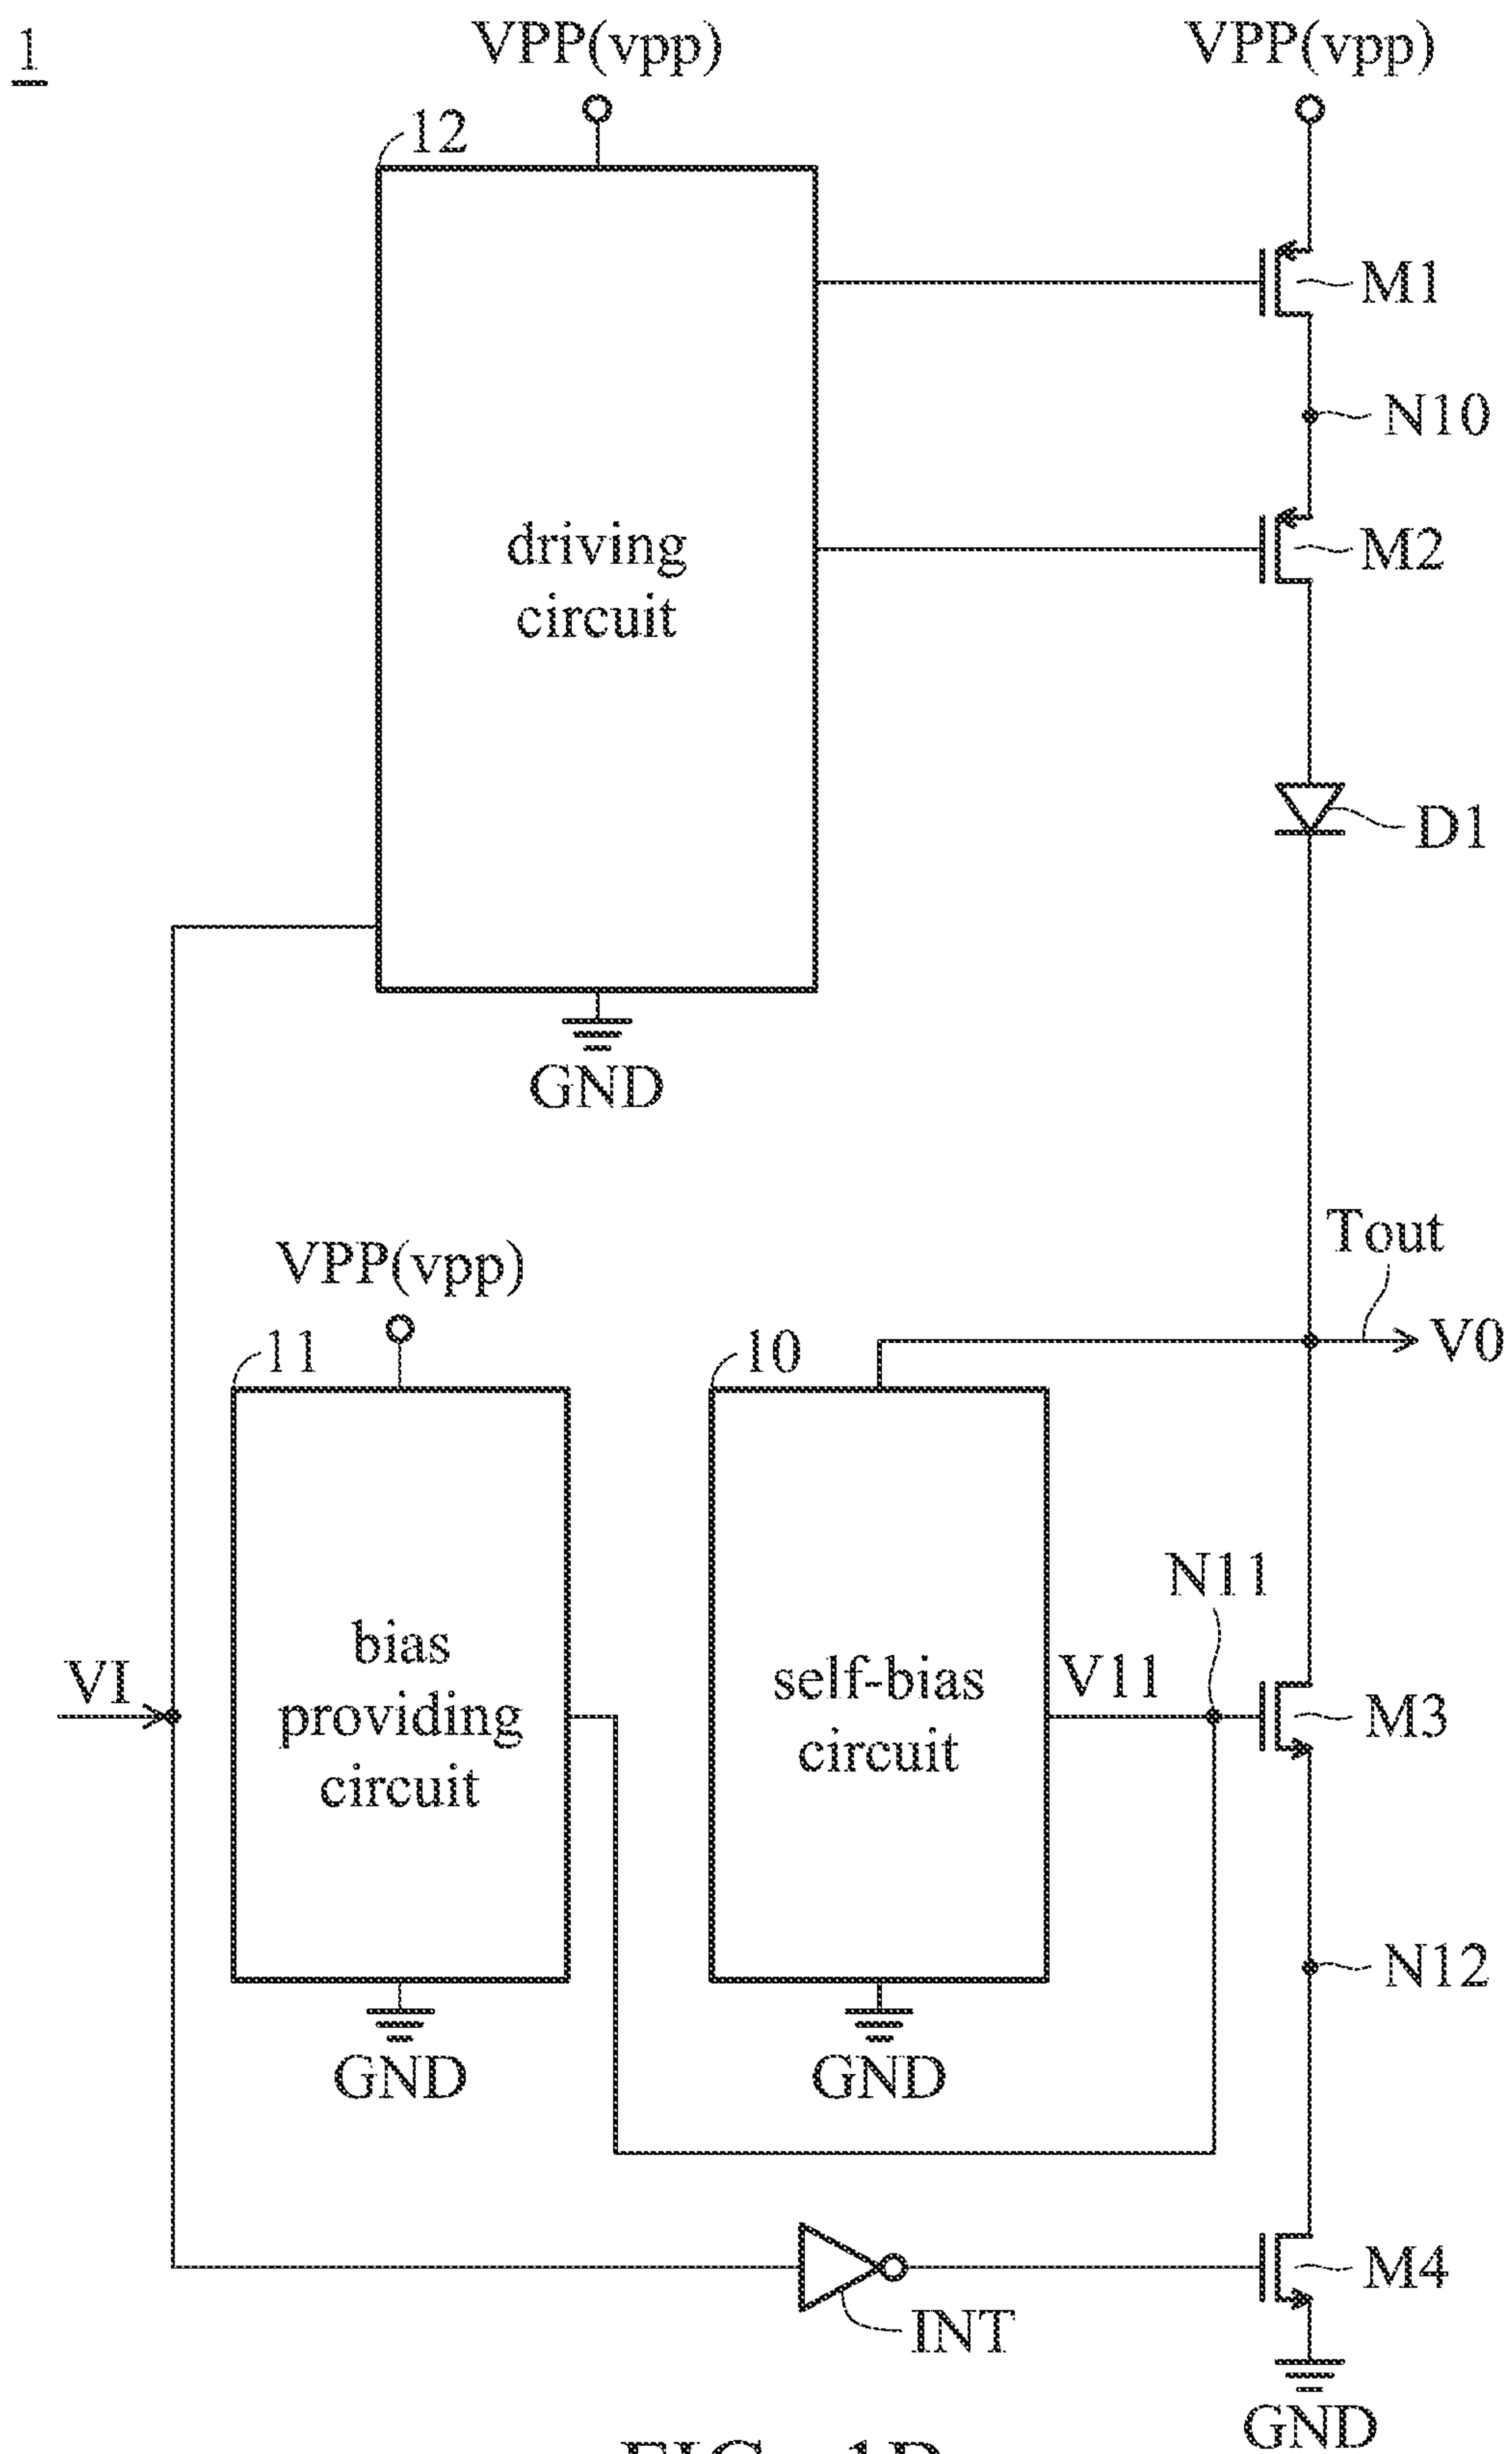 1
VPP(vpp)
VPP(vpp)
12
M1
N10
driving
circuit
M2
D1
GND
Tout
VPP(vpp)
V0
11
10
N11
bias
providing
circuit
self-bias
circuit
V11
VI
M3
N12
GND
GND
M4
INT
GND